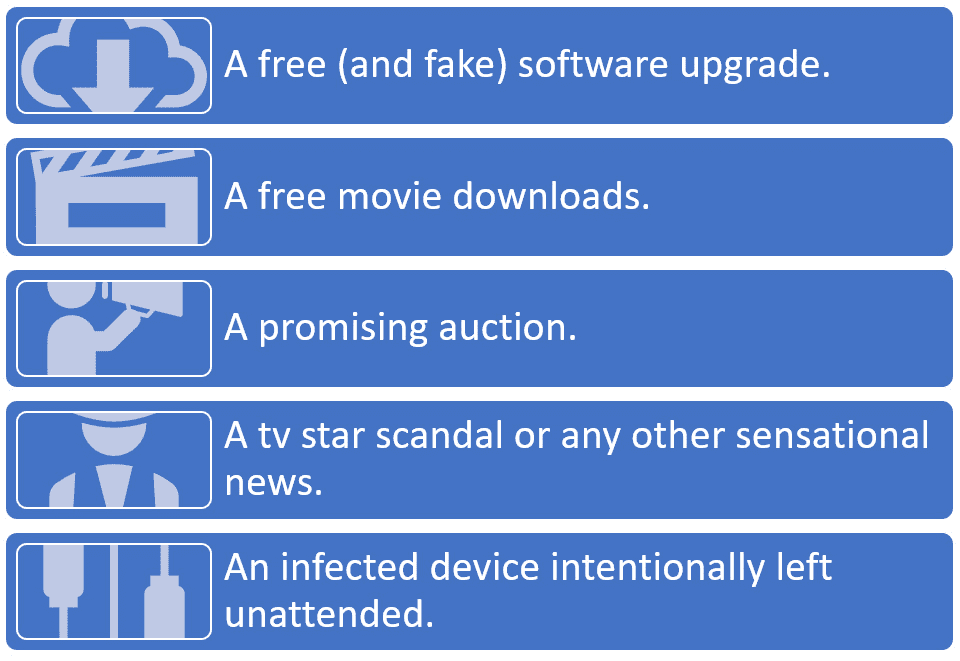 A free (and fake) software upgrade.
A free movie downloads.
A promising auction.
A tv star scandal or any other sensational
news.
An infected device intentionally left
unattended.